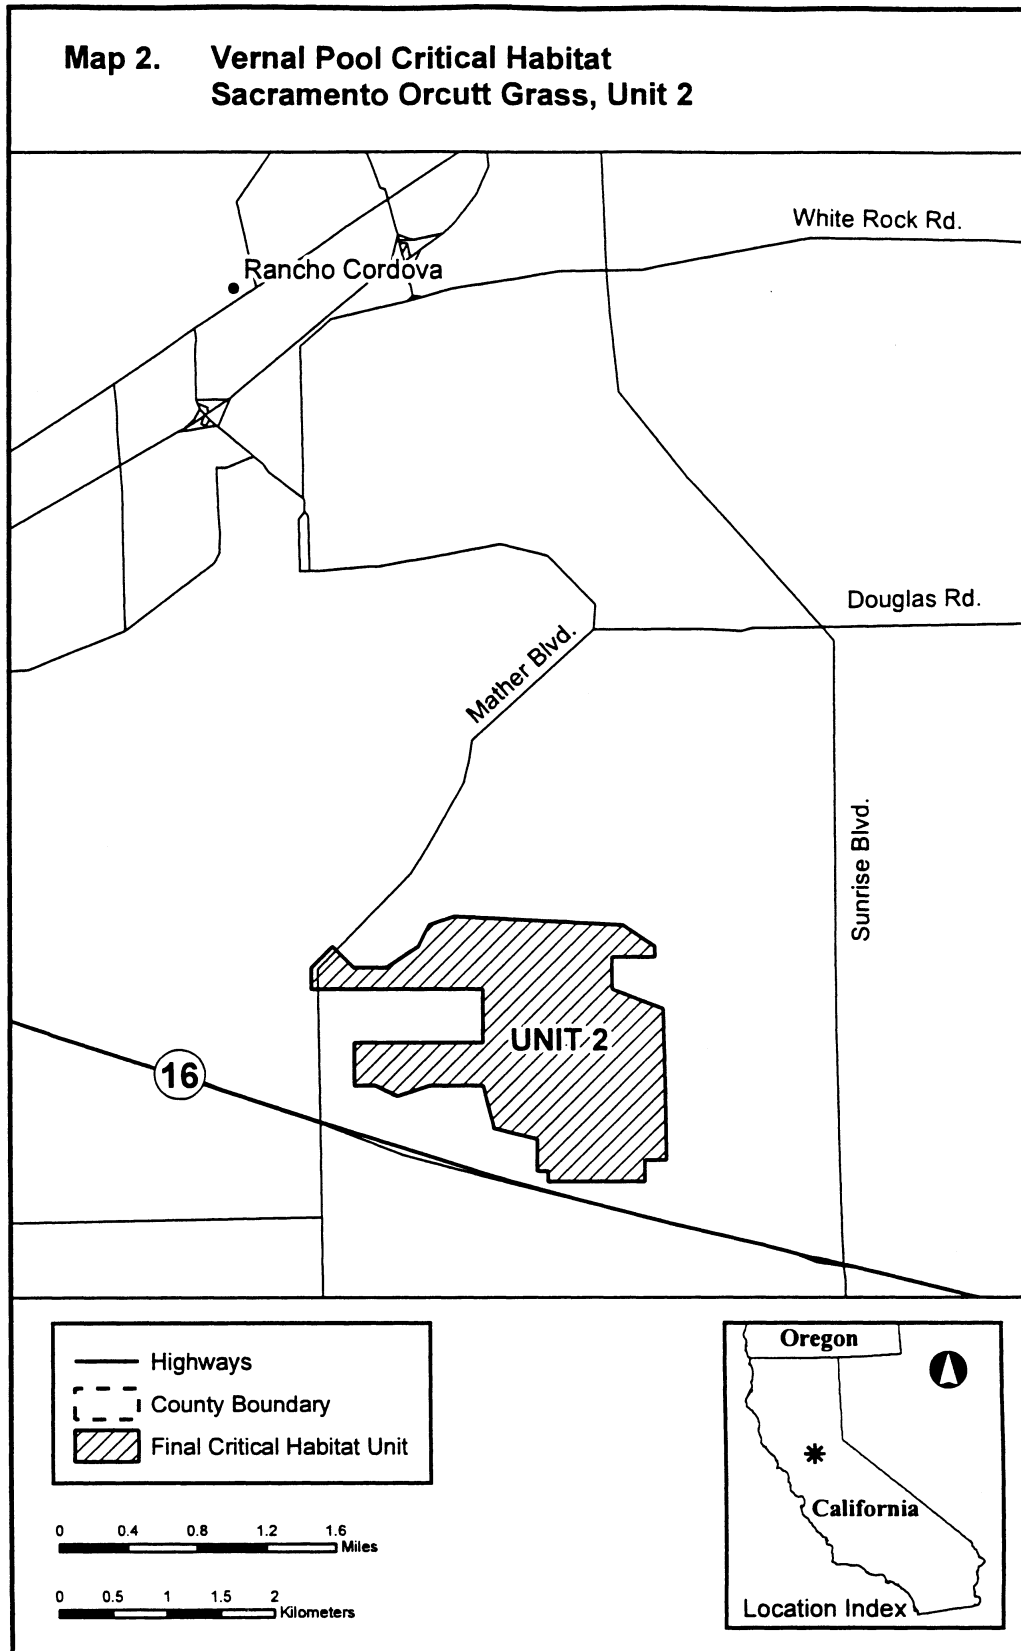 Map 2. Vernal Pool Critical Habitat
Sacramento Orcutt Grass, Unit 2
White Rock Rd.
Rancho Cordova
Douglas Rd.
Mather Blvd.
Sunrise Blvd.
UNIT 2
16
Highways
County Boundary
Final Critical Habitat Unit
0 0.4 0.8 1.2 1.6
Miles
0 0.5 1 1.5 2
Kilometers
Oregon
California
Location Index